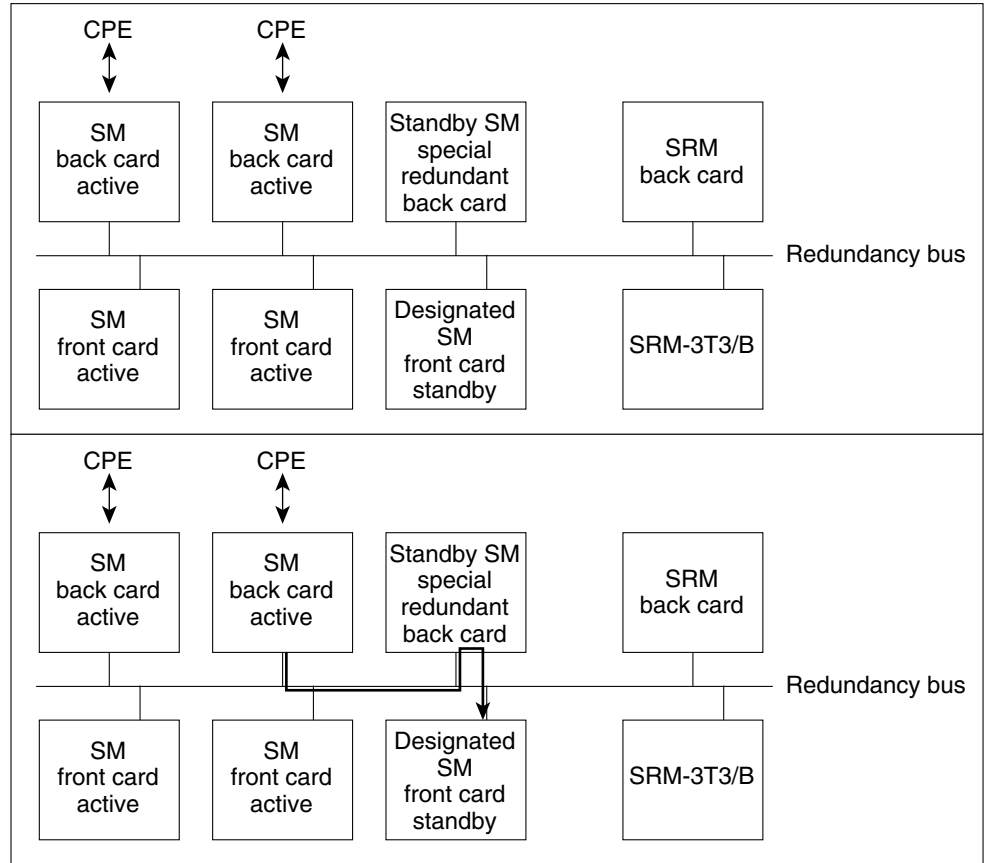 CPE
CPE
SM
back card
active
SM
back card
active
Standby SM
special
redundant
back card
SRM
back card
Redundancy bus
SM
front card
active
SM
front card
active
Designated
SM
front card
standby
SRM-3T3/B
CPE
CPE
SM
back card
active
SM
back card
active
Standby SM
special
redundant
back card
SRM
back card
Redundancy bus
SM
front card
active
SM
front card
active
Designated
SM
front card
standby
SRM-3T3/B